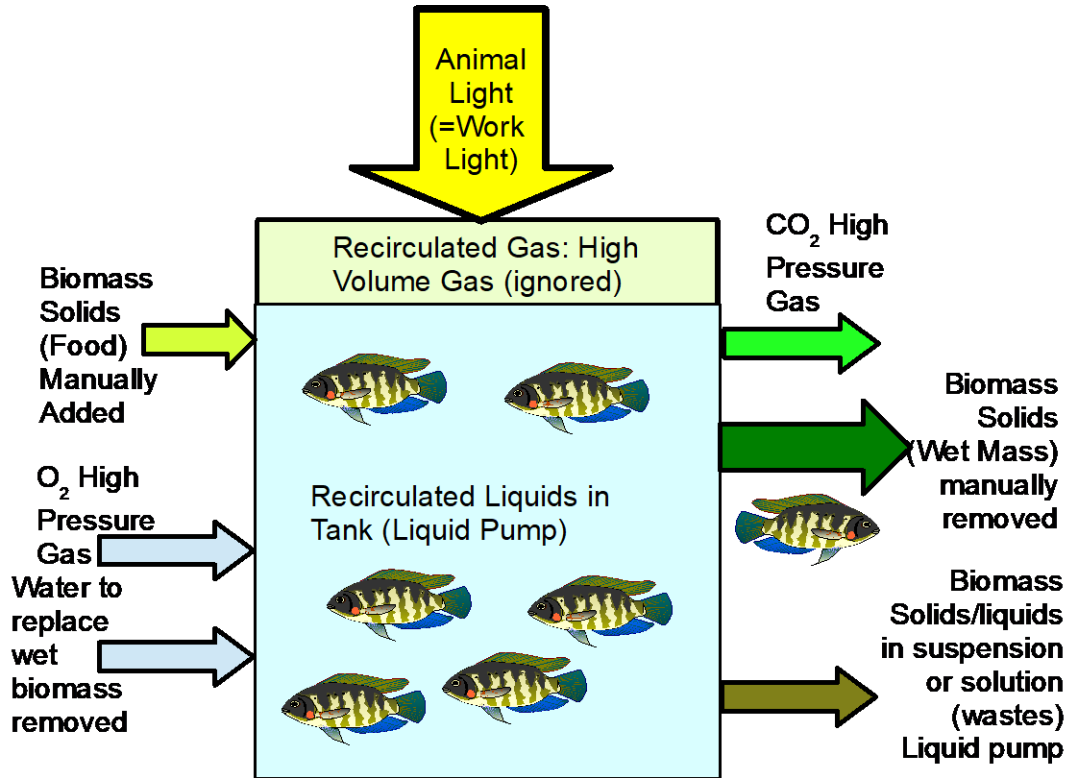 Animal
Light
(=Work
Light)
Recirculated Gas: High
Volume Gas (ignored)
Biomass
Solids
(Food)
Manually
Added
O₂ High
Pressure
Gas
Water to
replace
wet
biomass
removed
Recirculated Liquids in
Tank (Liquid Pump)
CO₂ High
Pressure
Gas
Biomass
Solids
(Wet Mass)
manually
removed
Biomass
Solids/liquids
in suspension
or solution
(wastes)
Liquid pump